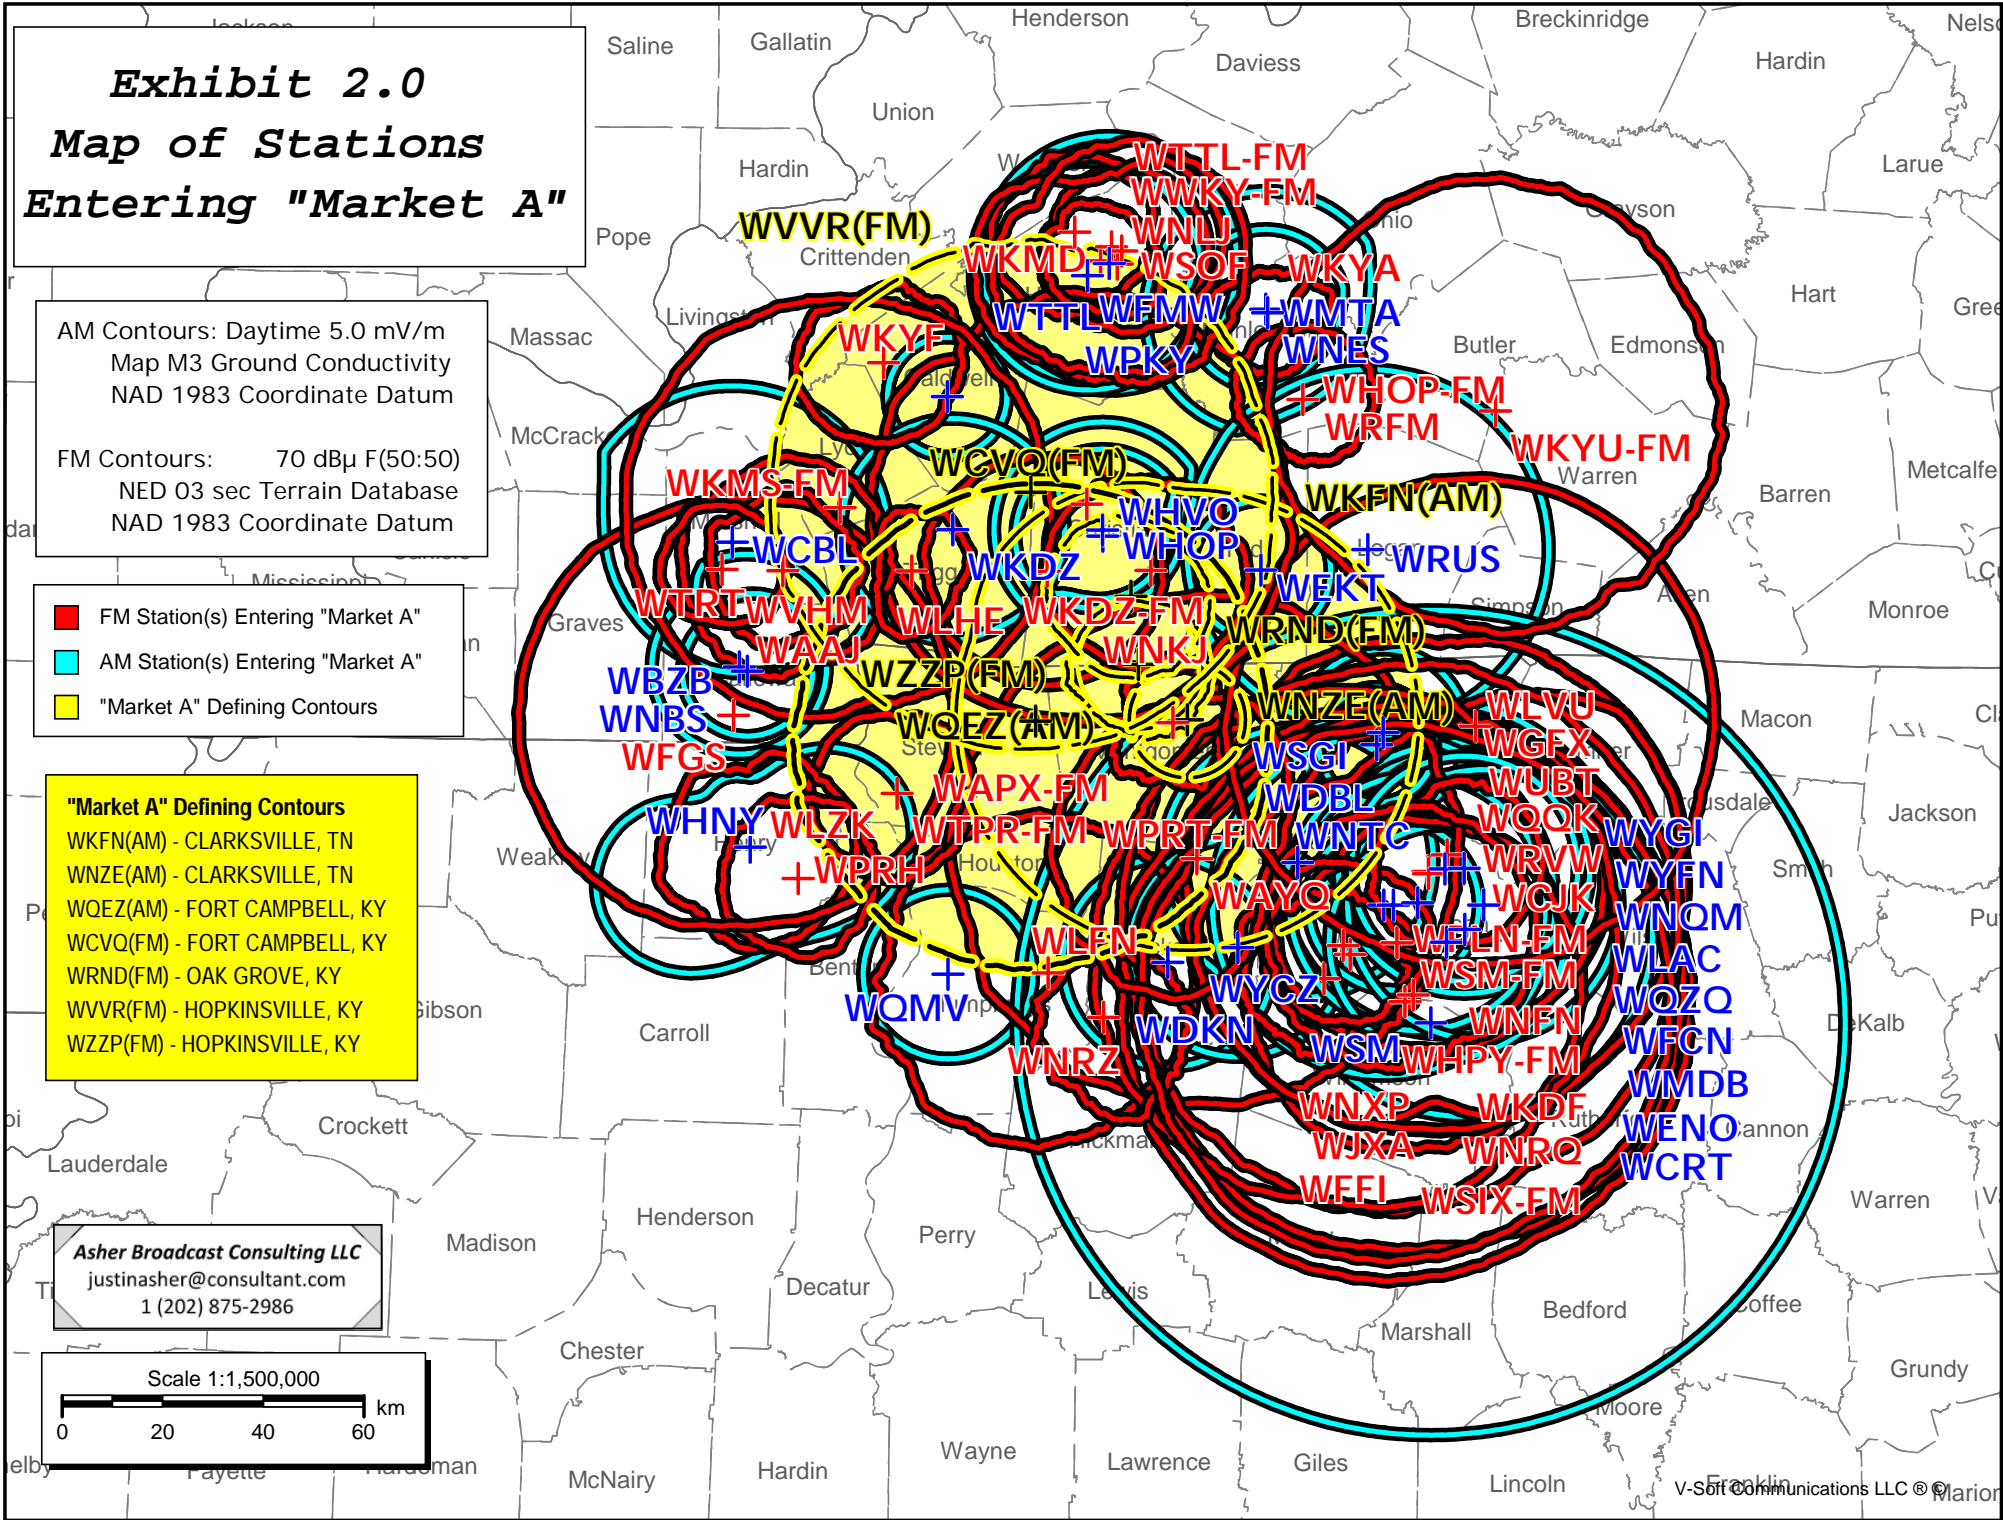 Exhibit 2.0
Map of Stations
Entering "Market A"
AM Contours: Daytime 5.0 mV/m
Map M3 Ground Conductivity
NAD 1983 Coordinate Datum
FM Contours: 70 dBµ F(50:50)
NED 03 sec Terrain Database
NAD 1983 Coordinate Datum
FM Station(s) Entering "Market A"
AM Station(s) Entering "Market A"
"Market A" Defining Contours
"Market A" Defining Contours
WKFN(AM) - CLARKSVILLE, TN
WNZE(AM) - CLARKSVILLE, TN
WQEZ(AM) - FORT CAMPBELL, KY
WCVQ(FM) - FORT CAMPBELL, KY
WRND(FM) - OAK GROVE, KY
WVVR(FM) - HOPKINSVILLE, KY
WZZP(FM) - HOPKINSVILLE, KY
Asher Broadcast Consulting LLC
justinasher@consultant.com
1 (202) 875-2986
Scale 1:1,500,000
km
0 20 40 60
Saline
Gallatin
Henderson
Daviess
Breckinridge
Hardin
Union
Hardin
Larue
Pope
Crittenden
Grayson
Hart
Massac
Livingston
Butler
Edmonson
Warren
Barren
Metcalfe
Graves
Simpson
Allen
Monroe
Macon
Jackson
Weakley
Henry
Houston
Smith
DeKalb
Cannon
Gibson
Carroll
Crockett
Lauderdale
Madison
Henderson
Decatur
Perry
Lewis
Hickman
Marshall
Bedford
Coffee
Warren
Grundy
Moore
Chester
McNairy
Hardin
Wayne
Lawrence
Giles
Lincoln
Franklin
Marion
Fayette
Hardeman
WTTL-FM
WWKY-FM
WNLJ
WKMD
WSOF
WVVR(FM)
WKYA
WTTL
WFMW
WMTA
WPKY
WNES
WKYF
WHOP-FM
WRFM
WKYU-FM
WCVQ(FM)
WKMS-FM
WKFN(AM)
WHVO
WHOP
WCBL
WKDZ
WRUS
WEKT
WTRT
WVHM
WLHE
WKDZ-FM
WRND(FM)
WAAJ
WNKJ
WBZB
WZZP(FM)
WNBS
WQEZ(AM)
WNZE(AM)
WLVU
WFGS
WSGI
WGFX
WAPX-FM
WDBL
WUBT
WHNY
WLZK
WTPR-FM
WPRT-FM
WNTC
WQQK
WYGI
WPRH
WRVW
WYFN
WAYQ
WCJK
WNQM
WLFN
WPLN-FM
WLAC
WQMV
WYCZ
WSM-FM
WQZQ
WDKN
WNFN
WNRZ
WSM
WHPY-FM
WFCN
WMDB
WNXP
WKDF
WENO
WJXA
WNRQ
WCRT
WFFI
WSIX-FM
V-Soft Communications LLC ® ©